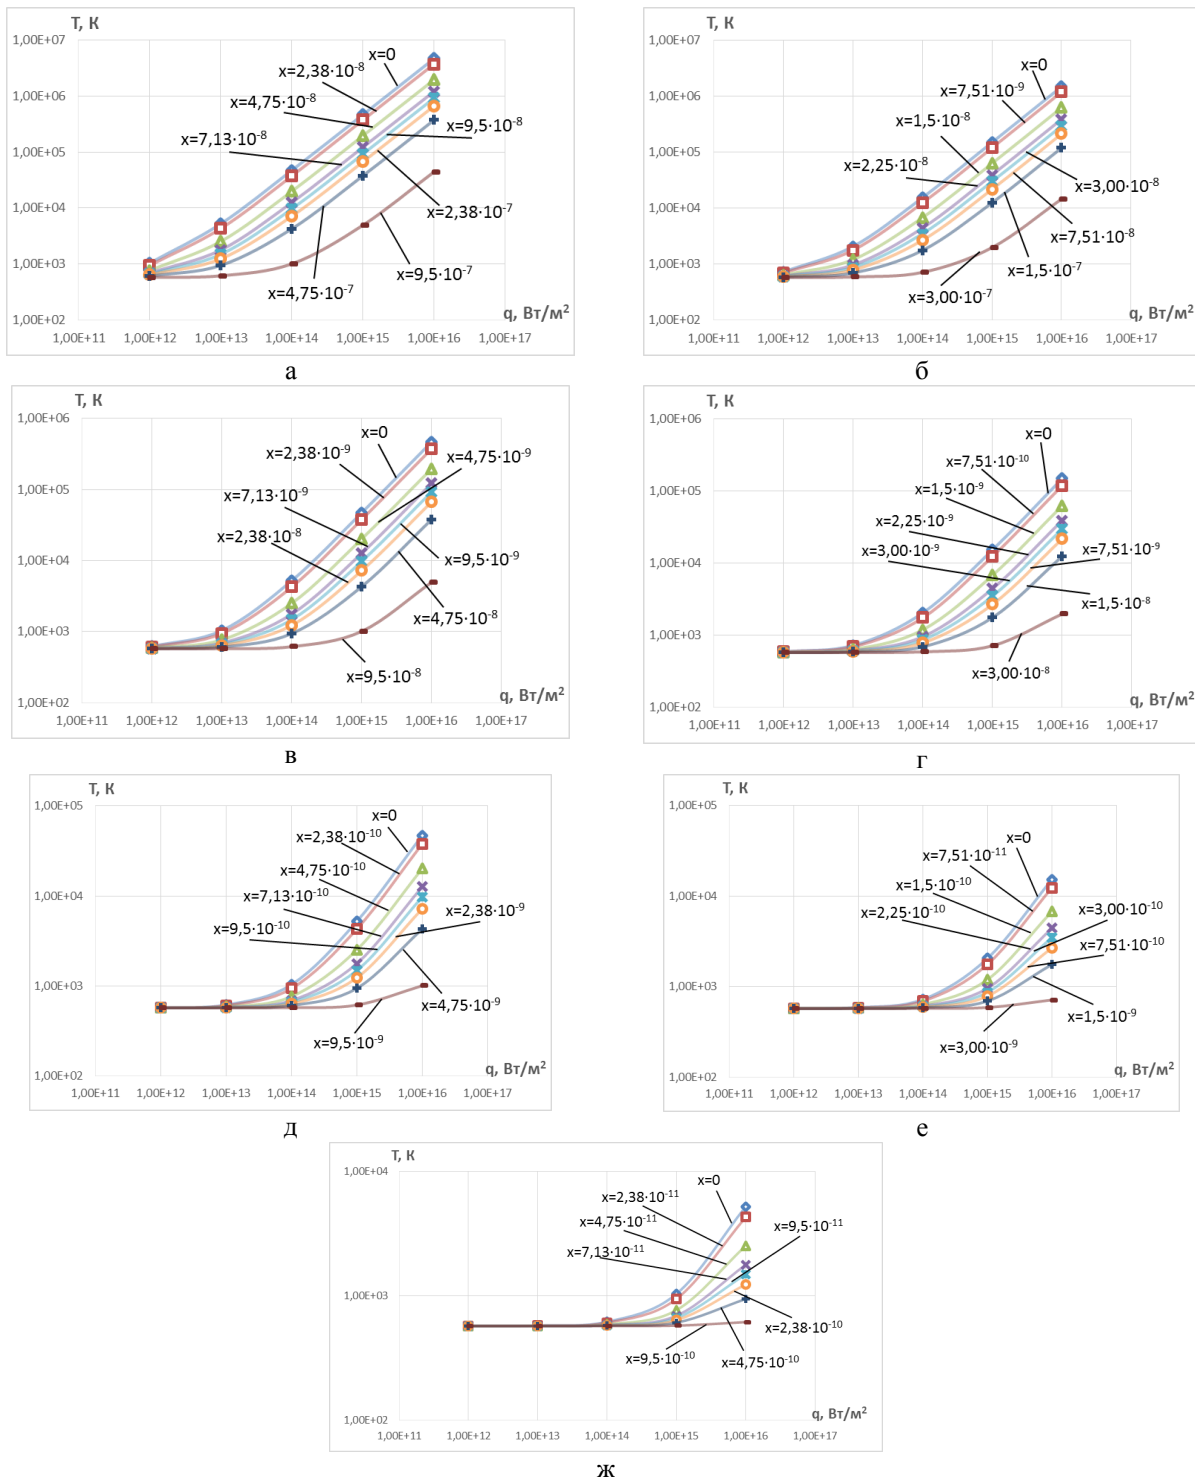 T, K
1,00E+07
1,00E+06
1,00E+05
1,00E+04
1,00E+03
1,00E+02
x=0
x=2,38·10⁻⁸
x=4,75·10⁻⁸
x=7,13·10⁻⁸
x=9,5·10⁻⁸
x=2,38·10⁻⁷
x=9,5·10⁻⁷
x=4,75·10⁻⁷
q, Вт/м²
1,00E+11 1,00E+12 1,00E+13 1,00E+14 1,00E+15 1,00E+16 1,00E+17
а
T, K
1,00E+07
1,00E+06
1,00E+05
1,00E+04
1,00E+03
1,00E+02
x=0
x=7,51·10⁻⁹
x=1,5·10⁻⁸
x=2,25·10⁻⁸
x=3,00·10⁻⁸
x=7,51·10⁻⁸
x=1,5·10⁻⁷
x=3,00·10⁻⁷
q, Вт/м²
1,00E+11 1,00E+12 1,00E+13 1,00E+14 1,00E+15 1,00E+16 1,00E+17
б
T, K
1,00E+06
1,00E+05
1,00E+04
1,00E+03
1,00E+02
x=0
x=2,38·10⁻⁹
x=4,75·10⁻⁹
x=7,13·10⁻⁹
x=2,38·10⁻⁸
x=9,5·10⁻⁹
x=4,75·10⁻⁸
x=9,5·10⁻⁸
q, Вт/м²
1,00E+11 1,00E+12 1,00E+13 1,00E+14 1,00E+15 1,00E+16 1,00E+17
в
T, K
1,00E+06
1,00E+05
1,00E+04
1,00E+03
1,00E+02
x=0
x=7,51·10⁻¹⁰
x=1,5·10⁻⁹
x=2,25·10⁻⁹
x=3,00·10⁻⁹
x=7,51·10⁻⁹
x=1,5·10⁻⁸
x=3,00·10⁻⁸
q, Вт/м²
1,00E+11 1,00E+12 1,00E+13 1,00E+14 1,00E+15 1,00E+16 1,00E+17
г
T, K
1,00E+05
1,00E+04
1,00E+03
1,00E+02
x=0
x=2,38·10⁻¹⁰
x=4,75·10⁻¹⁰
x=7,13·10⁻¹⁰
x=2,38·10⁻⁹
x=9,5·10⁻¹⁰
x=4,75·10⁻⁹
x=9,5·10⁻⁹
q, Вт/м²
1,00E+11 1,00E+12 1,00E+13 1,00E+14 1,00E+15 1,00E+16 1,00E+17
д
T, K
1,00E+05
1,00E+04
1,00E+03
1,00E+02
x=0
x=7,51·10⁻¹¹
x=1,5·10⁻¹⁰
x=2,25·10⁻¹⁰
x=3,00·10⁻¹⁰
x=7,51·10⁻¹⁰
x=1,5·10⁻⁹
x=3,00·10⁻⁹
q, Вт/м²
1,00E+11 1,00E+12 1,00E+13 1,00E+14 1,00E+15 1,00E+16 1,00E+17
е
T, K
1,00E+04
1,00E+03
1,00E+02
x=0
x=2,38·10⁻¹¹
x=4,75·10⁻¹¹
x=9,5·10⁻¹¹
x=7,13·10⁻¹¹
x=2,38·10⁻¹⁰
x=9,5·10⁻¹⁰
x=4,75·10⁻¹⁰
q, Вт/м²
1,00E+11 1,00E+12 1,00E+13 1,00E+14 1,00E+15 1,00E+16 1,00E+17
ж